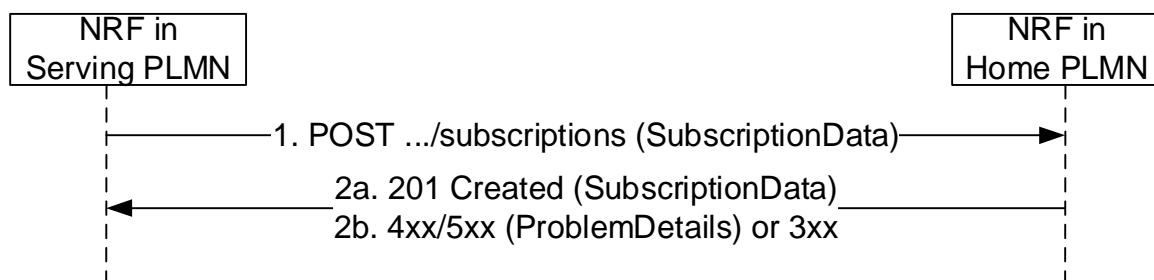 NRF in
Serving PLMN
NRF in
Home PLMN
1. POST .../subscriptions (SubscriptionData)
2a. 201 Created (SubscriptionData)
2b. 4xx/5xx (ProblemDetails) or 3xx